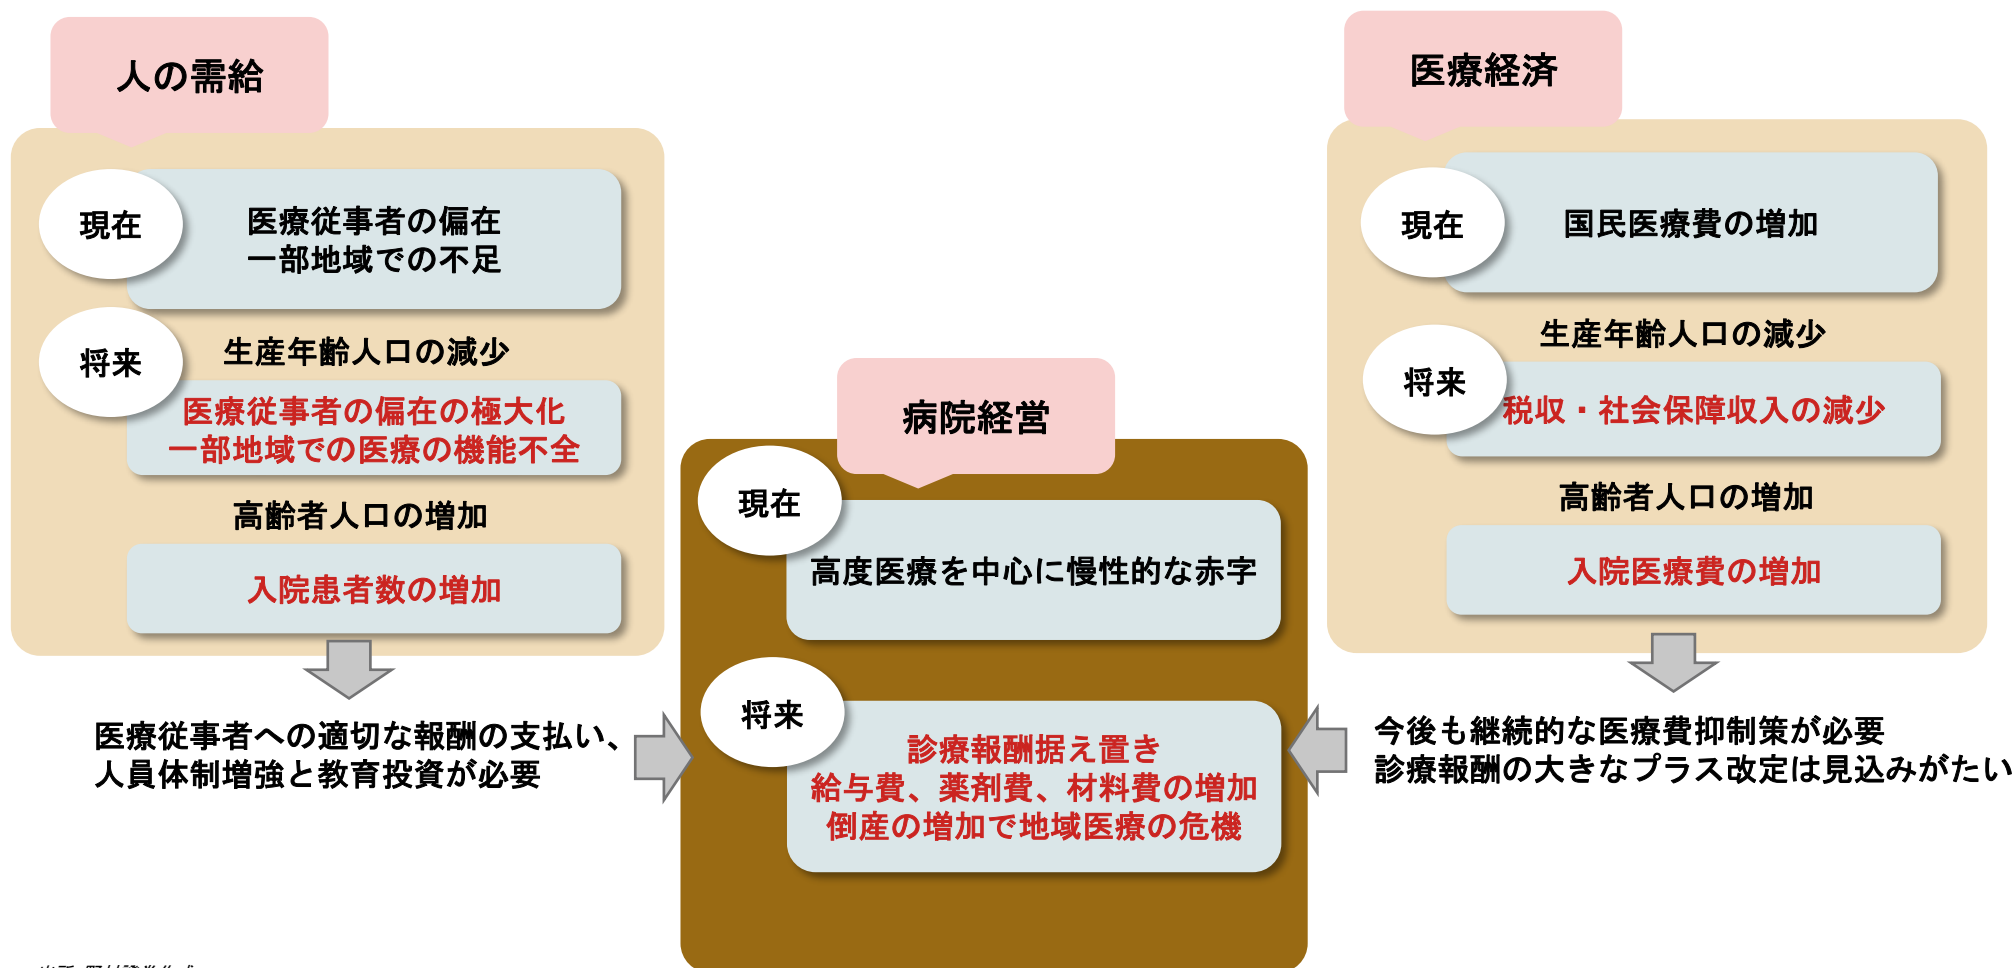 人の需給
現在
医療従事者の偏在
一部地域での不足
将来
生産年齢人口の減少
医療従事者の偏在の極大化
一部地域での医療の機能不全
高齢者人口の増加
入院患者数の増加
医療従事者への適切な報酬の支払い、
人員体制増強と教育投資が必要
病院経営
現在
高度医療を中心に慢性的な赤字
将来
診療報酬据え置き
給与費、薬剤費、材料費の増加
倒産の増加で地域医療の危機
医療経済
現在
国民医療費の増加
将来
生産年齢人口の減少
税収・社会保障収入の減少
高齢者人口の増加
入院医療費の増加
今後も継続的な医療費抑制策が必要
診療報酬の大きなプラス改定は見込みがたい